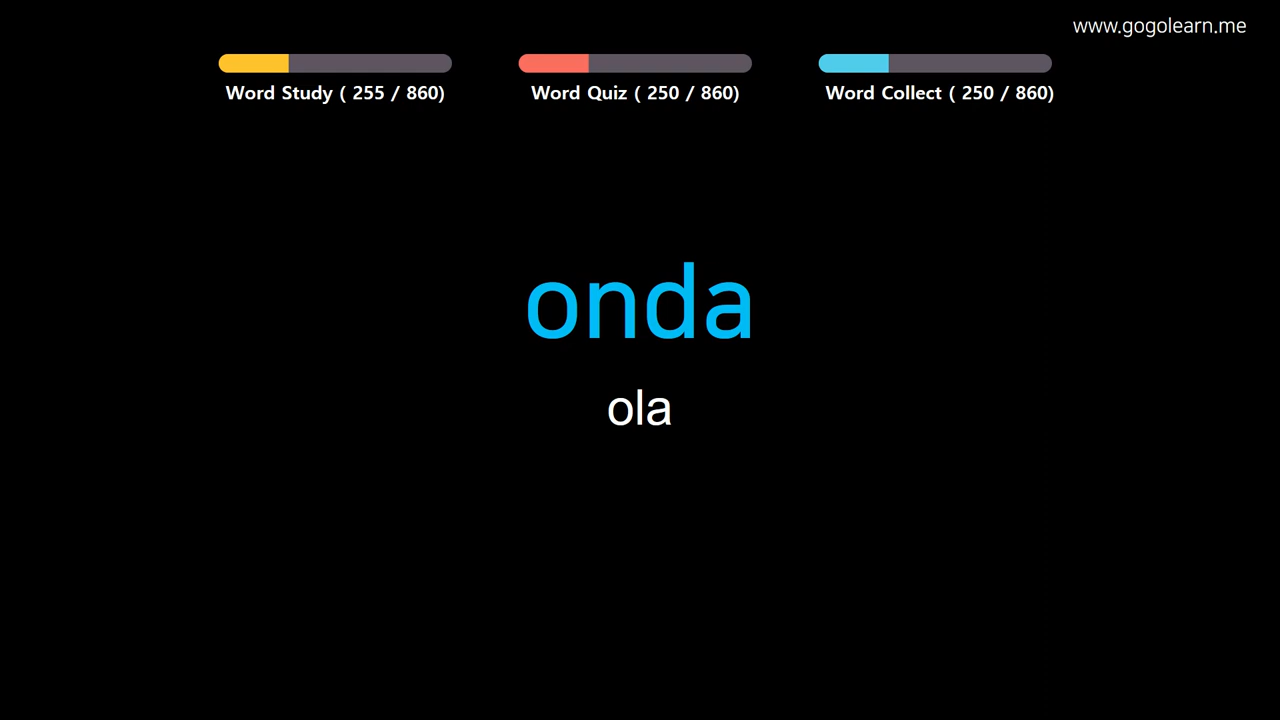 www.gogolearn.me
Word Study ( 255 / 860)
Word Quiz ( 250 / 860)
Word Collect ( 250 / 860)
onda
ola